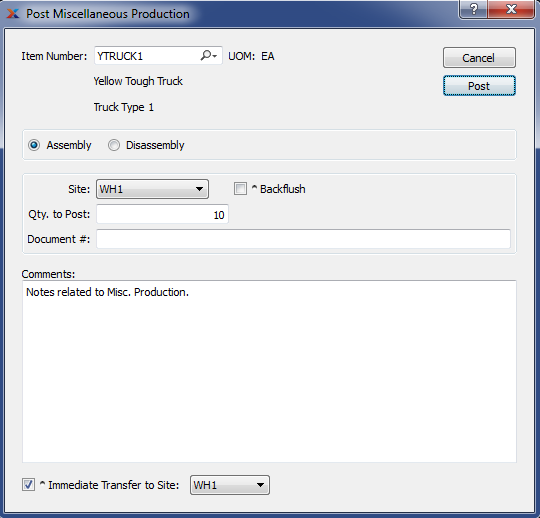 Post Miscellaneous Production
?
Item Number: YTRUCK1 UOM: EA
Cancel
Yellow Tough Truck
Post
Truck Type 1
Assembly Disassembly
Site: WH1 ^ Backflush
Qty. to Post: 10
Document #:
Comments:
Notes related to Misc. Production.
^ Immediate Transfer to Site: WH1